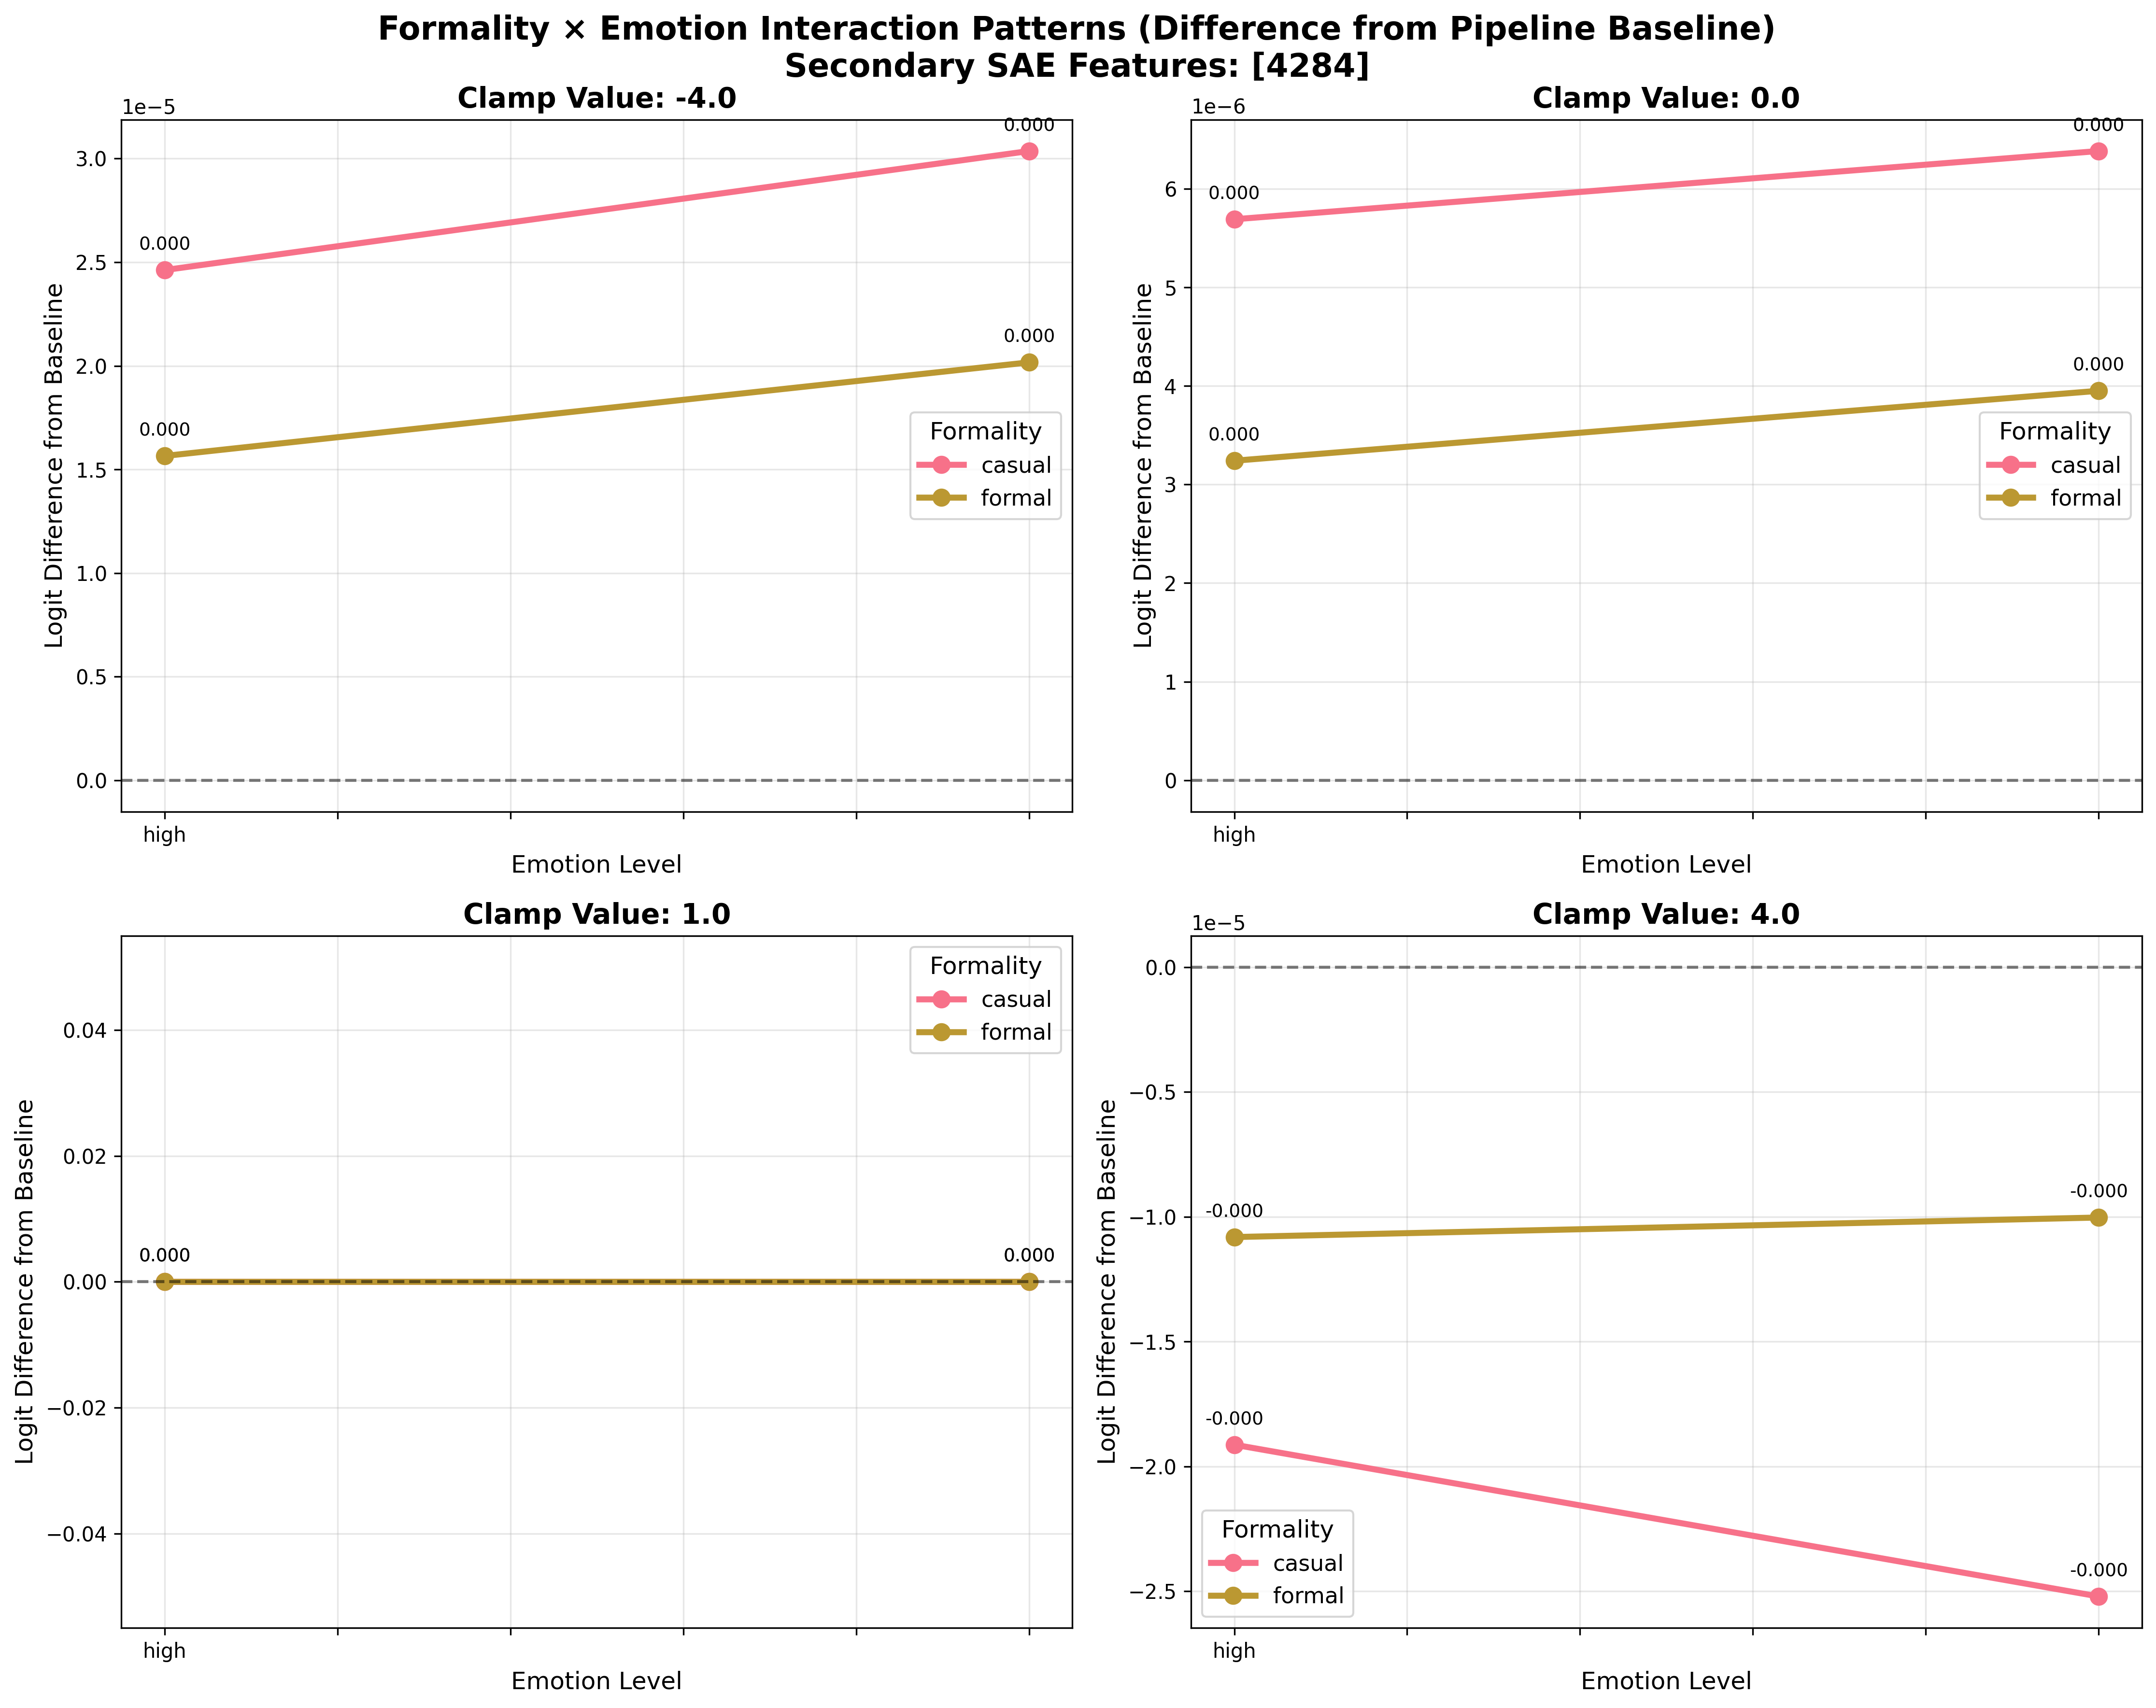 Formality × Emotion Interaction Patterns (Difference from Pipeline Baseline)
Secondary SAE Features: [4284]
Clamp Value: -4.0
1e−5
Logit Difference from Baseline
3.0
2.5
2.0
1.5
1.0
0.5
0.0
0.000
0.000
0.000
0.000
Formality
casual
formal
high
Emotion Level
Clamp Value: 0.0
1e−6
Logit Difference from Baseline
6
5
4
3
2
1
0
0.000
0.000
0.000
0.000
Formality
casual
formal
high
Emotion Level
Clamp Value: 1.0
Logit Difference from Baseline
0.04
0.02
0.00
−0.02
−0.04
0.000
0.000
Formality
casual
formal
high
Emotion Level
Clamp Value: 4.0
1e−5
Logit Difference from Baseline
0.0
−0.5
−1.0
−1.5
−2.0
−2.5
-0.000
-0.000
-0.000
-0.000
Formality
casual
formal
high
Emotion Level